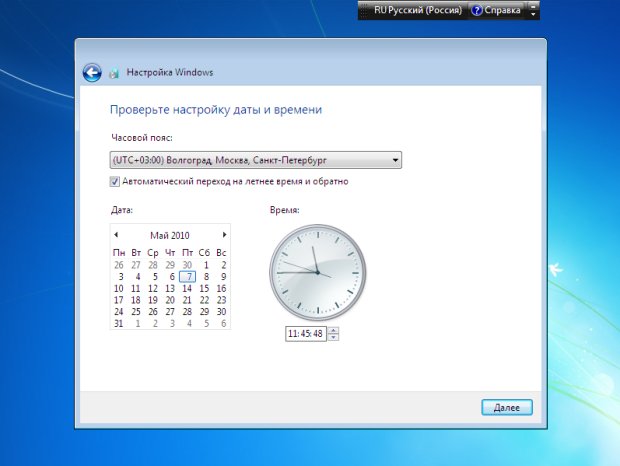 RU Русский (Россия) Справка
Настройка Windows
Проверьте настройку даты и времени
Часовой пояс:
(UTC+03:00) Волгоград, Москва, Санкт-Петербург
Автоматический переход на летнее время и обратно
Дата: Время:
Май 2010
Пн Вт Ср Чт Пт Сб Вс
26 27 28 29 30 1 2
3 4 5 6 7 8 9
10 11 12 13 14 15 16
17 18 19 20 21 22 23
24 25 26 27 28 29 30
31 1 2 3 4 5 6
11:45:48
Далее